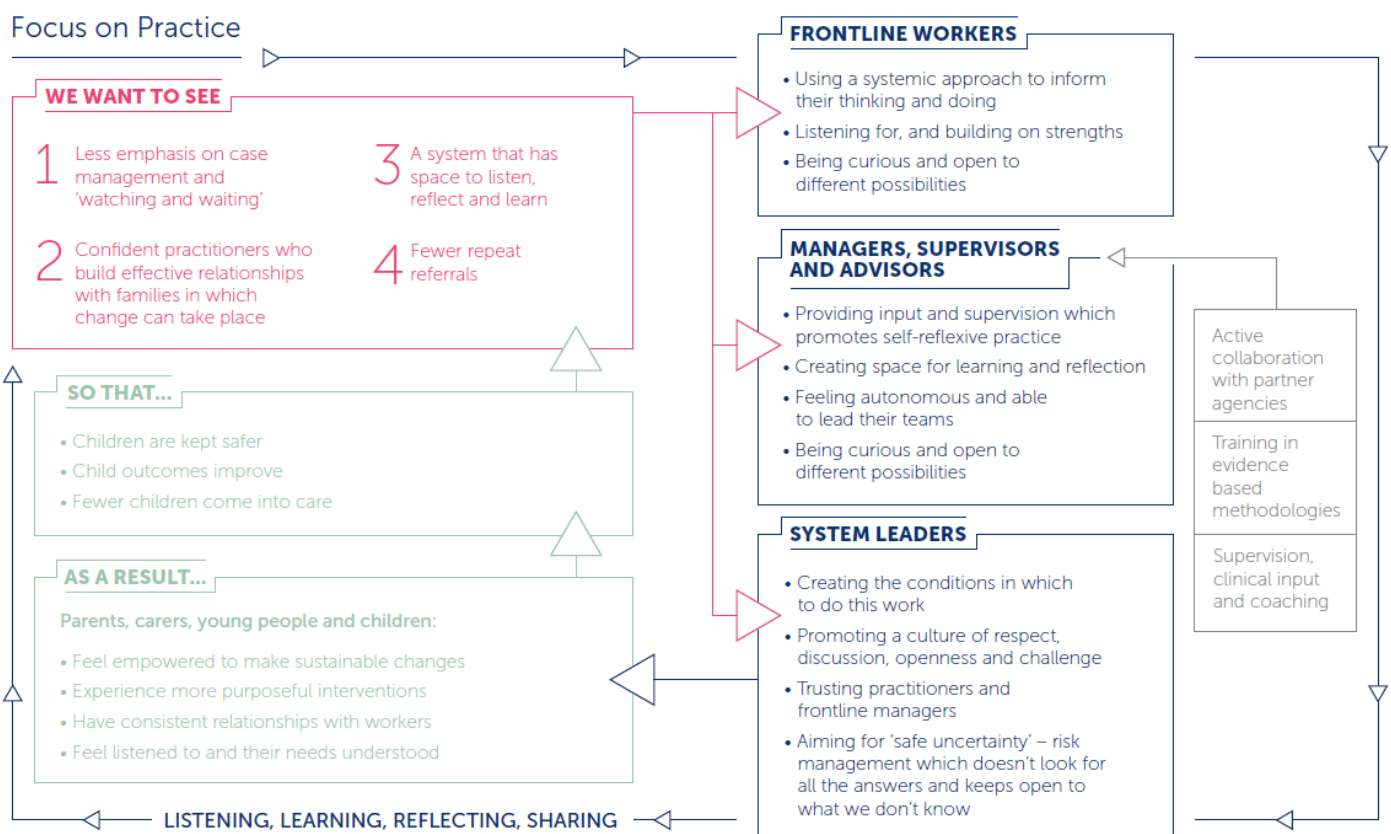 Focus on Practice
WE WANT TO SEE
1
Less emphasis on case
management and
‘watching and waiting’
2
Confident practitioners who
build effective relationships
with families in which
change can take place
3
A system that has
space to listen,
reflect and learn
4
Fewer repeat
referrals
SO THAT...
• Children are kept safer
• Child outcomes improve
• Fewer children come into care
AS A RESULT...
Parents, carers, young people and children:
• Feel empowered to make sustainable changes
• Experience more purposeful interventions
• Have consistent relationships with workers
• Feel listened to and their needs understood
FRONTLINE WORKERS
• Using a systemic approach to inform
their thinking and doing
• Listening for, and building on strengths
• Being curious and open to
different possibilities
MANAGERS, SUPERVISORS
AND ADVISORS
• Providing input and supervision which
promotes self-reflexive practice
• Creating space for learning and reflection
• Feeling autonomous and able
to lead their teams
• Being curious and open to
different possibilities
SYSTEM LEADERS
• Creating the conditions in which
to do this work
• Promoting a culture of respect,
discussion, openness and challenge
• Trusting practitioners and
frontline managers
• Aiming for ‘safe uncertainty’ – risk
management which doesn’t look for
all the answers and keeps open to
what we don’t know
Active
collaboration
with partner
agencies
Training in
evidence
based
methodologies
Supervision,
clinical input
and coaching
LISTENING, LEARNING, REFLECTING, SHARING